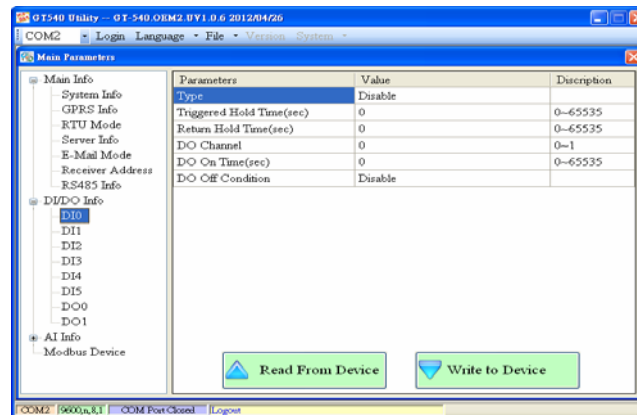 GT540 Utility -- GT-540.OEM2.UV1.0.6 2012/04/26
COM2 Login Language File Version System
Main Parameters
Main Info
System Info
GPRS Info
RTU Mode
Server Info
E-Mail Mode
Receiver Address
RS485 Info
DI/DO Info
DI0
DI1
DI2
DI3
DI4
DI5
DO0
DO1
AI Info
Modbus Device
Parameters Value Discription
Type Disable
Triggered Hold Time(sec) 0 0~65535
Return Hold Time(sec) 0 0~65535
DO Channel 0 0~1
DO On Time(sec) 0 0~65535
DO Off Condition Disable
Read From Device Write to Device
COM2 9600,n,8,1 COM Port Closed Logout